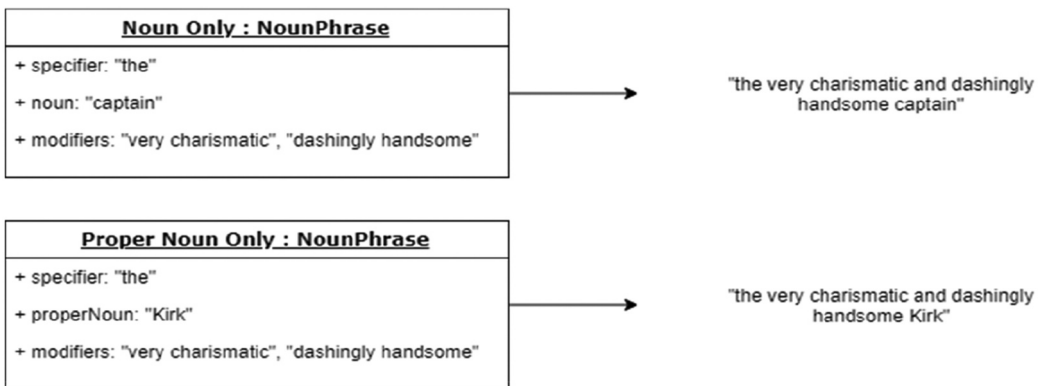 Noun Only : NounPhrase
+ specifier: "the"
+ noun: "captain"
+ modifiers: "very charismatic", "dashingly handsome"
"the very charismatic and dashingly
handsome captain"
Proper Noun Only : NounPhrase
+ specifier: "the"
+ properNoun: "Kirk"
+ modifiers: "very charismatic", "dashingly handsome"
"the very charismatic and dashingly
handsome Kirk"